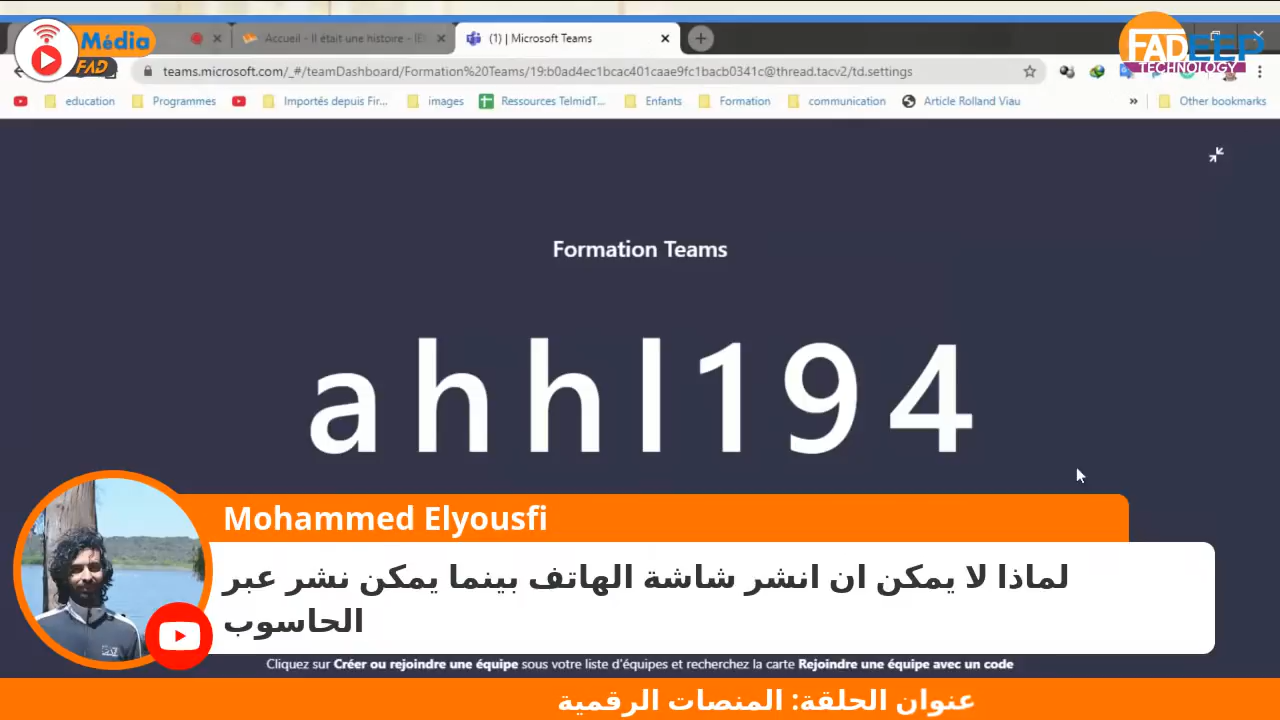 Média
FAD
Accueil - Il était une histoire - IE
(1) | Microsoft Teams
FADEEP
TECHNOLOGY
teams.microsoft.com/_#/teamDashboard/Formation%20Teams/19:b0ad4ec1bcac401caae9fc1bacb0341c@thread.tacv2/td.settings
education
Programmes
Importés depuis Fir...
images
Ressources TelmidT...
Enfants
Formation
communication
Article Rolland Viau
»
Other bookmarks
Formation Teams
ahhl194
Mohammed Elyousfi
لماذا لا يمكن ان انشر شاشة الهاتف بينما يمكن نشر عبر
الحاسوب
Cliquez sur Créer ou rejoindre une équipe sous votre liste d'équipes et recherchez la carte Rejoindre une équipe avec un code
عنوان الحلقة: المنصات الرقمية